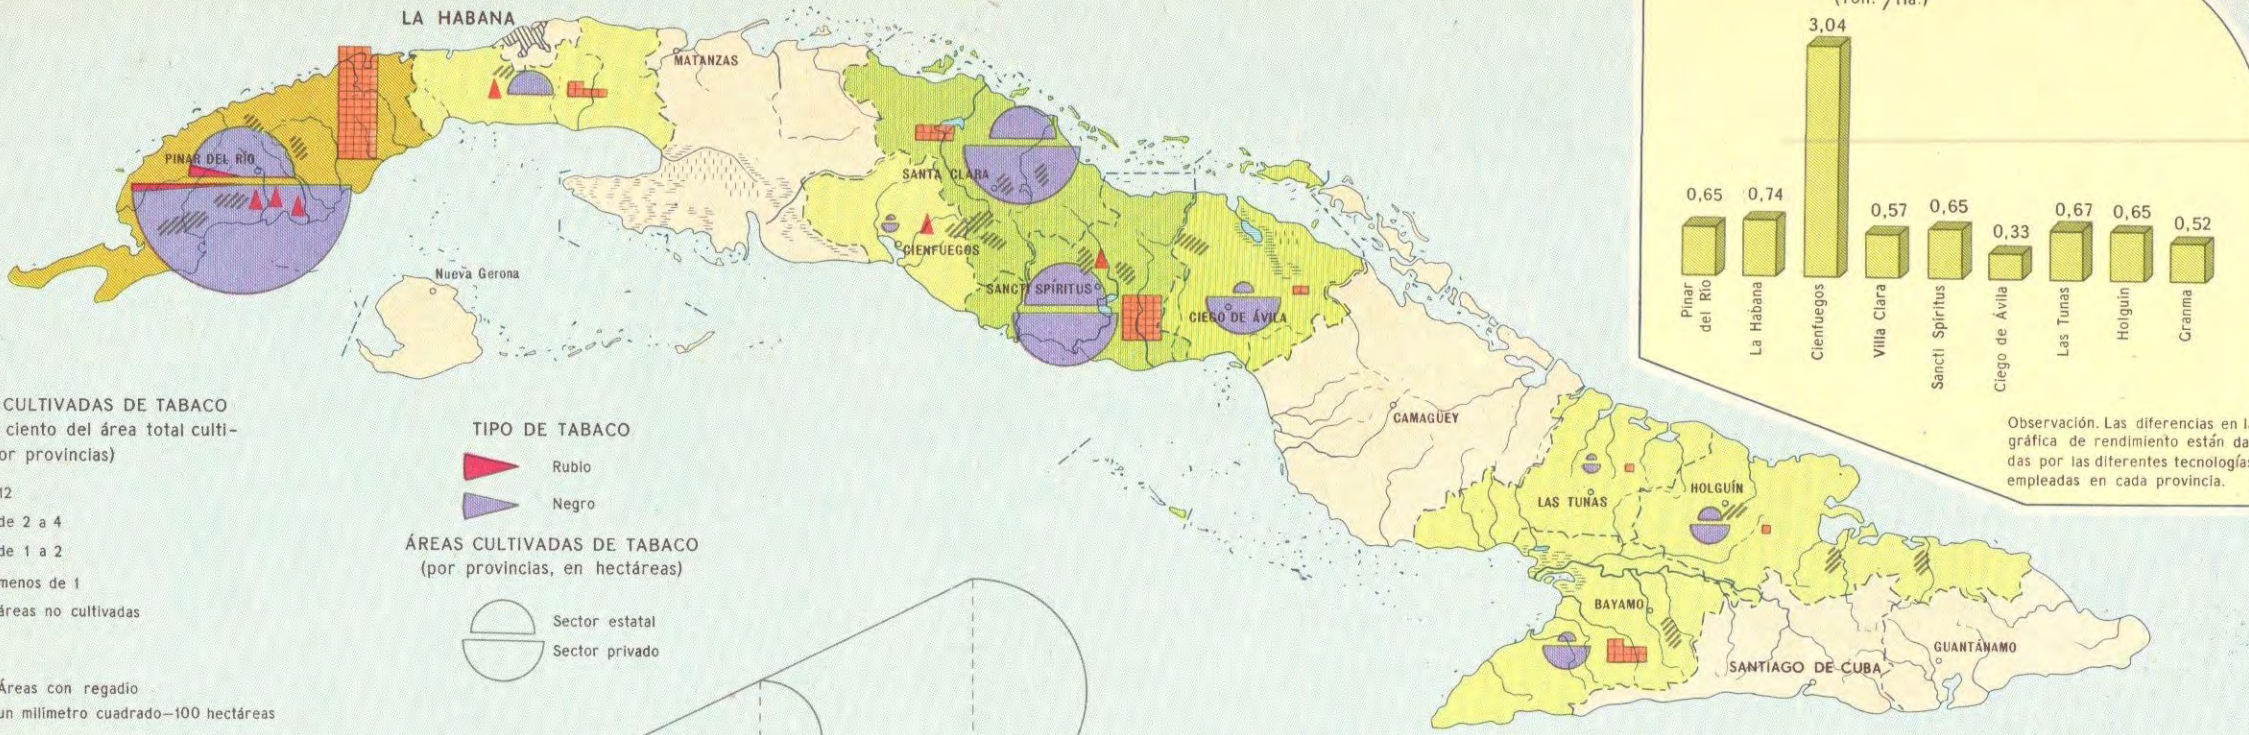 LA HABANA
MATANZAS
PINAR DEL RÍO
SANTA CLARA
CIENFUEGOS
Nueva Gerona
SANCTI SPÍRITUS
CIEGO DE ÁVILA
CAMAGÜEY
LAS TUNAS
HOLGUÍN
BAYAMO
SANTIAGO DE CUBA
GUANTÁNAMO
(Ton. / Ha.)
3,04
0,65
0,74
0,57
0,65
0,33
0,67
0,65
0,52
Pinar
del Río
La Habana
Cienfuegos
Villa Clara
Sancti Spíritus
Ciego de Ávila
Las Tunas
Holguín
Granma
Observación. Las diferencias en la
gráfica de rendimiento están da-
das por las diferentes tecnologías
empleadas en cada provincia.
CULTIVADAS DE TABACO
ciento del área total culti-
or provincias)
12
de 2 a 4
de 1 a 2
menos de 1
áreas no cultivadas
Áreas con regadio
un milímetro cuadrado—100 hectáreas
TIPO DE TABACO
Rubio
Negro
ÁREAS CULTIVADAS DE TABACO
(por provincias, en hectáreas)
Sector estatal
Sector privado